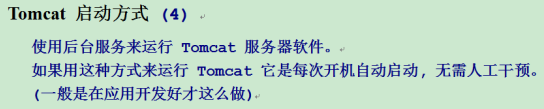 Tomcat 启动方式 (4)
使用后台服务来运行 Tomcat 服务器软件。
如果用这种方式来运行 Tomcat 它是每次开机自动启动, 无需人工干预。
(一般是在应用开发好才这么做)